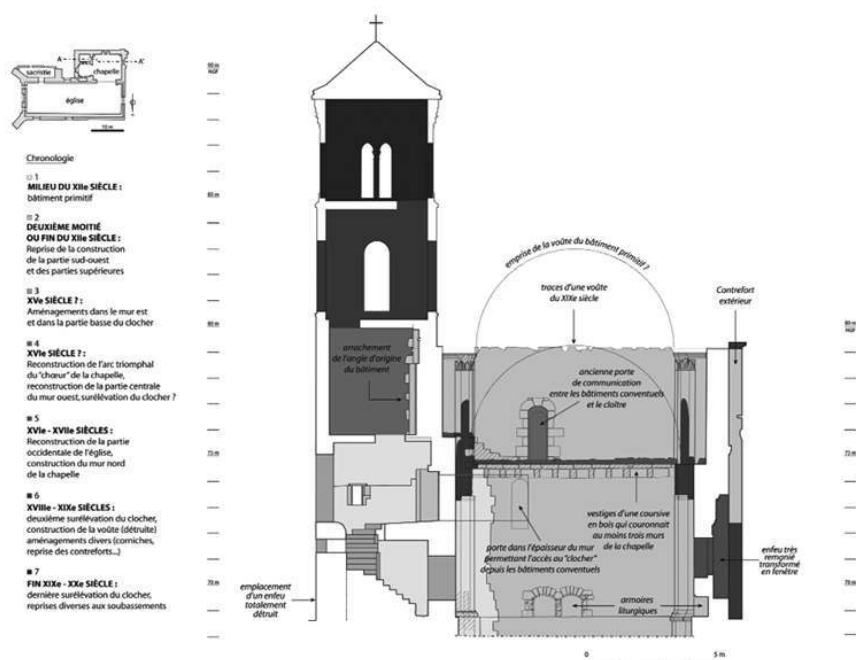 A
A'
sacristie
chapelle
église
10 m
Chronologie
1
MILIEU DU XIIe SIÈCLE :
bâtiment primitif
2
DEUXIÈME MOITIÉ
OU FIN DU XIIe SIÈCLE :
Reprise de la construction
de la partie sud-ouest
et des parties supérieures
3
XVe SIÈCLE ? :
Aménagements dans le mur est
et dans la partie basse du clocher
4
XVIe SIÈCLE ? :
Reconstruction de l'arc triomphal
du "chœur" de la chapelle,
reconstruction de la partie centrale
du mur ouest, surélévation du clocher ?
5
XVIe - XVIIe SIÈCLES :
Reconstruction de la partie
occidentale de l'église,
construction du mur nord
de la chapelle
6
XVIIIe - XIXe SIÈCLES :
deuxième surélévation du clocher,
construction de la voûte (détruite)
aménagements divers (corniches,
reprise des contreforts...)
7
FIN XIXe - XXe SIÈCLE :
dernière surélévation du clocher,
reprises diverses aux soubassements
90 m
NGF
80 m
75 m
70 m
emprise de la voûte du bâtiment primitif ?
traces d'une voûte
du XIXe siècle
Contrefort
extérieur
arrachement
de l'angle d'origine
du bâtiment
ancienne porte
de communication
entre les bâtiments conventuels
et le cloître
vestiges d'une coursive
en bois qui couronnait
au moins trois murs
de la chapelle
porte dans l'épaisseur du mur
permettant l'accès au "clocher"
depuis les bâtiments conventuels
enfeu très
remanié
transformé
en fenêtre
emplacement
d'un enfeu
totalement
détruit
armoires
liturgiques
80 m
NGF
75 m
70 m
0
5 m